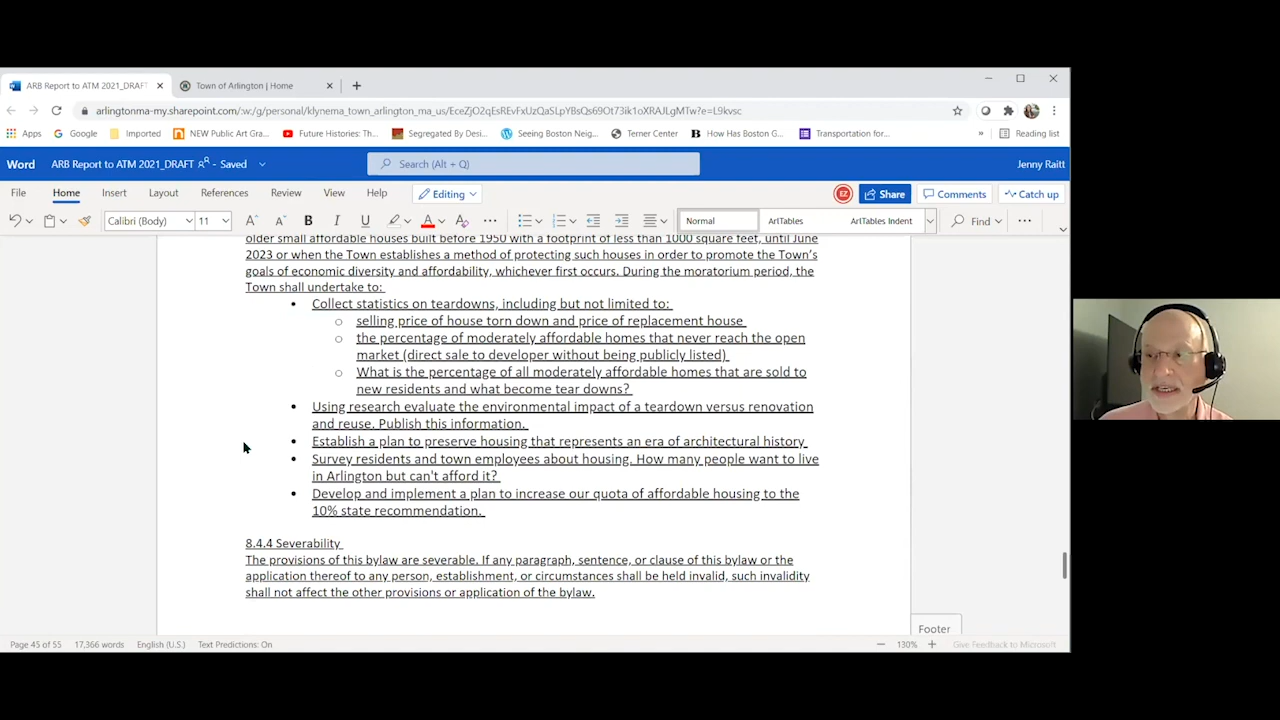 ARB Report to ATM 2021_DRAFT
Town of Arlington | Home
arlingtonma-my.sharepoint.com/:w:/g/personal/klynema_town_arlington_ma_us/EceZjO2qEsREvFxUzQaSLpYBsQs69Ot73ik1oXRAJLgMTw?e=L9kvsc
Apps Google Imported NEW Public Art Gra... Future Histories: Th... Segregated By Desi... Seeing Boston Neig... Terner Center How Has Boston G... Transportation for... » Reading list
Word ARB Report to ATM 2021_DRAFT - Saved Search (Alt + Q) Jenny Raitt
File Home Insert Layout References Review View Help Editing EZ Share Comments Catch up
Calibri (Body) 11 B I U A Normal ArlTables ArlTables Indent Find
older small affordable houses built before 1950 with a footprint of less than 1000 square feet, until June
2023 or when the Town establishes a method of protecting such houses in order to promote the Town's
goals of economic diversity and affordability, whichever first occurs. During the moratorium period, the
Town shall undertake to:
• Collect statistics on teardowns, including but not limited to:
○ selling price of house torn down and price of replacement house
○ the percentage of moderately affordable homes that never reach the open
market (direct sale to developer without being publicly listed)
○ What is the percentage of all moderately affordable homes that are sold to
new residents and what become tear downs?
• Using research evaluate the environmental impact of a teardown versus renovation
and reuse. Publish this information.
• Establish a plan to preserve housing that represents an era of architectural history
• Survey residents and town employees about housing. How many people want to live
in Arlington but can't afford it?
• Develop and implement a plan to increase our quota of affordable housing to the
10% state recommendation.
8.4.4 Severability
The provisions of this bylaw are severable. If any paragraph, sentence, or clause of this bylaw or the
application thereof to any person, establishment, or circumstances shall be held invalid, such invalidity
shall not affect the other provisions or application of the bylaw.
Footer
Page 45 of 55 17,366 words English (U.S.) Text Predictions: On 130% Give Feedback to Microsoft